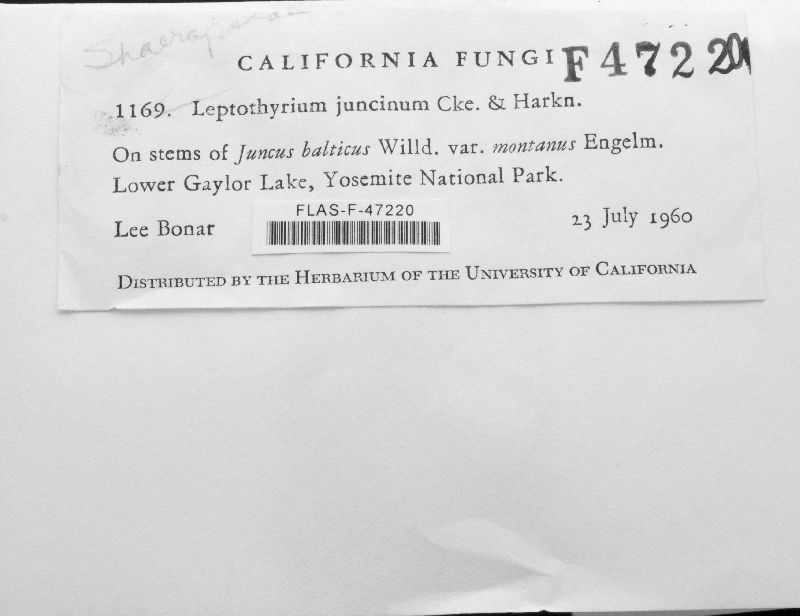 CALIFORNIA FUNGI F47220
1169. Leptothyrium juncinum Cke. & Harkn.
On stems of Juncus balticus Willd. var. montanus Engelm.
Lower Gaylor Lake, Yosemite National Park.
Lee Bonar
FLAS-F-47220
23 July 1960
DISTRIBUTED BY THE HERBARIUM OF THE UNIVERSITY OF CALIFORNIA